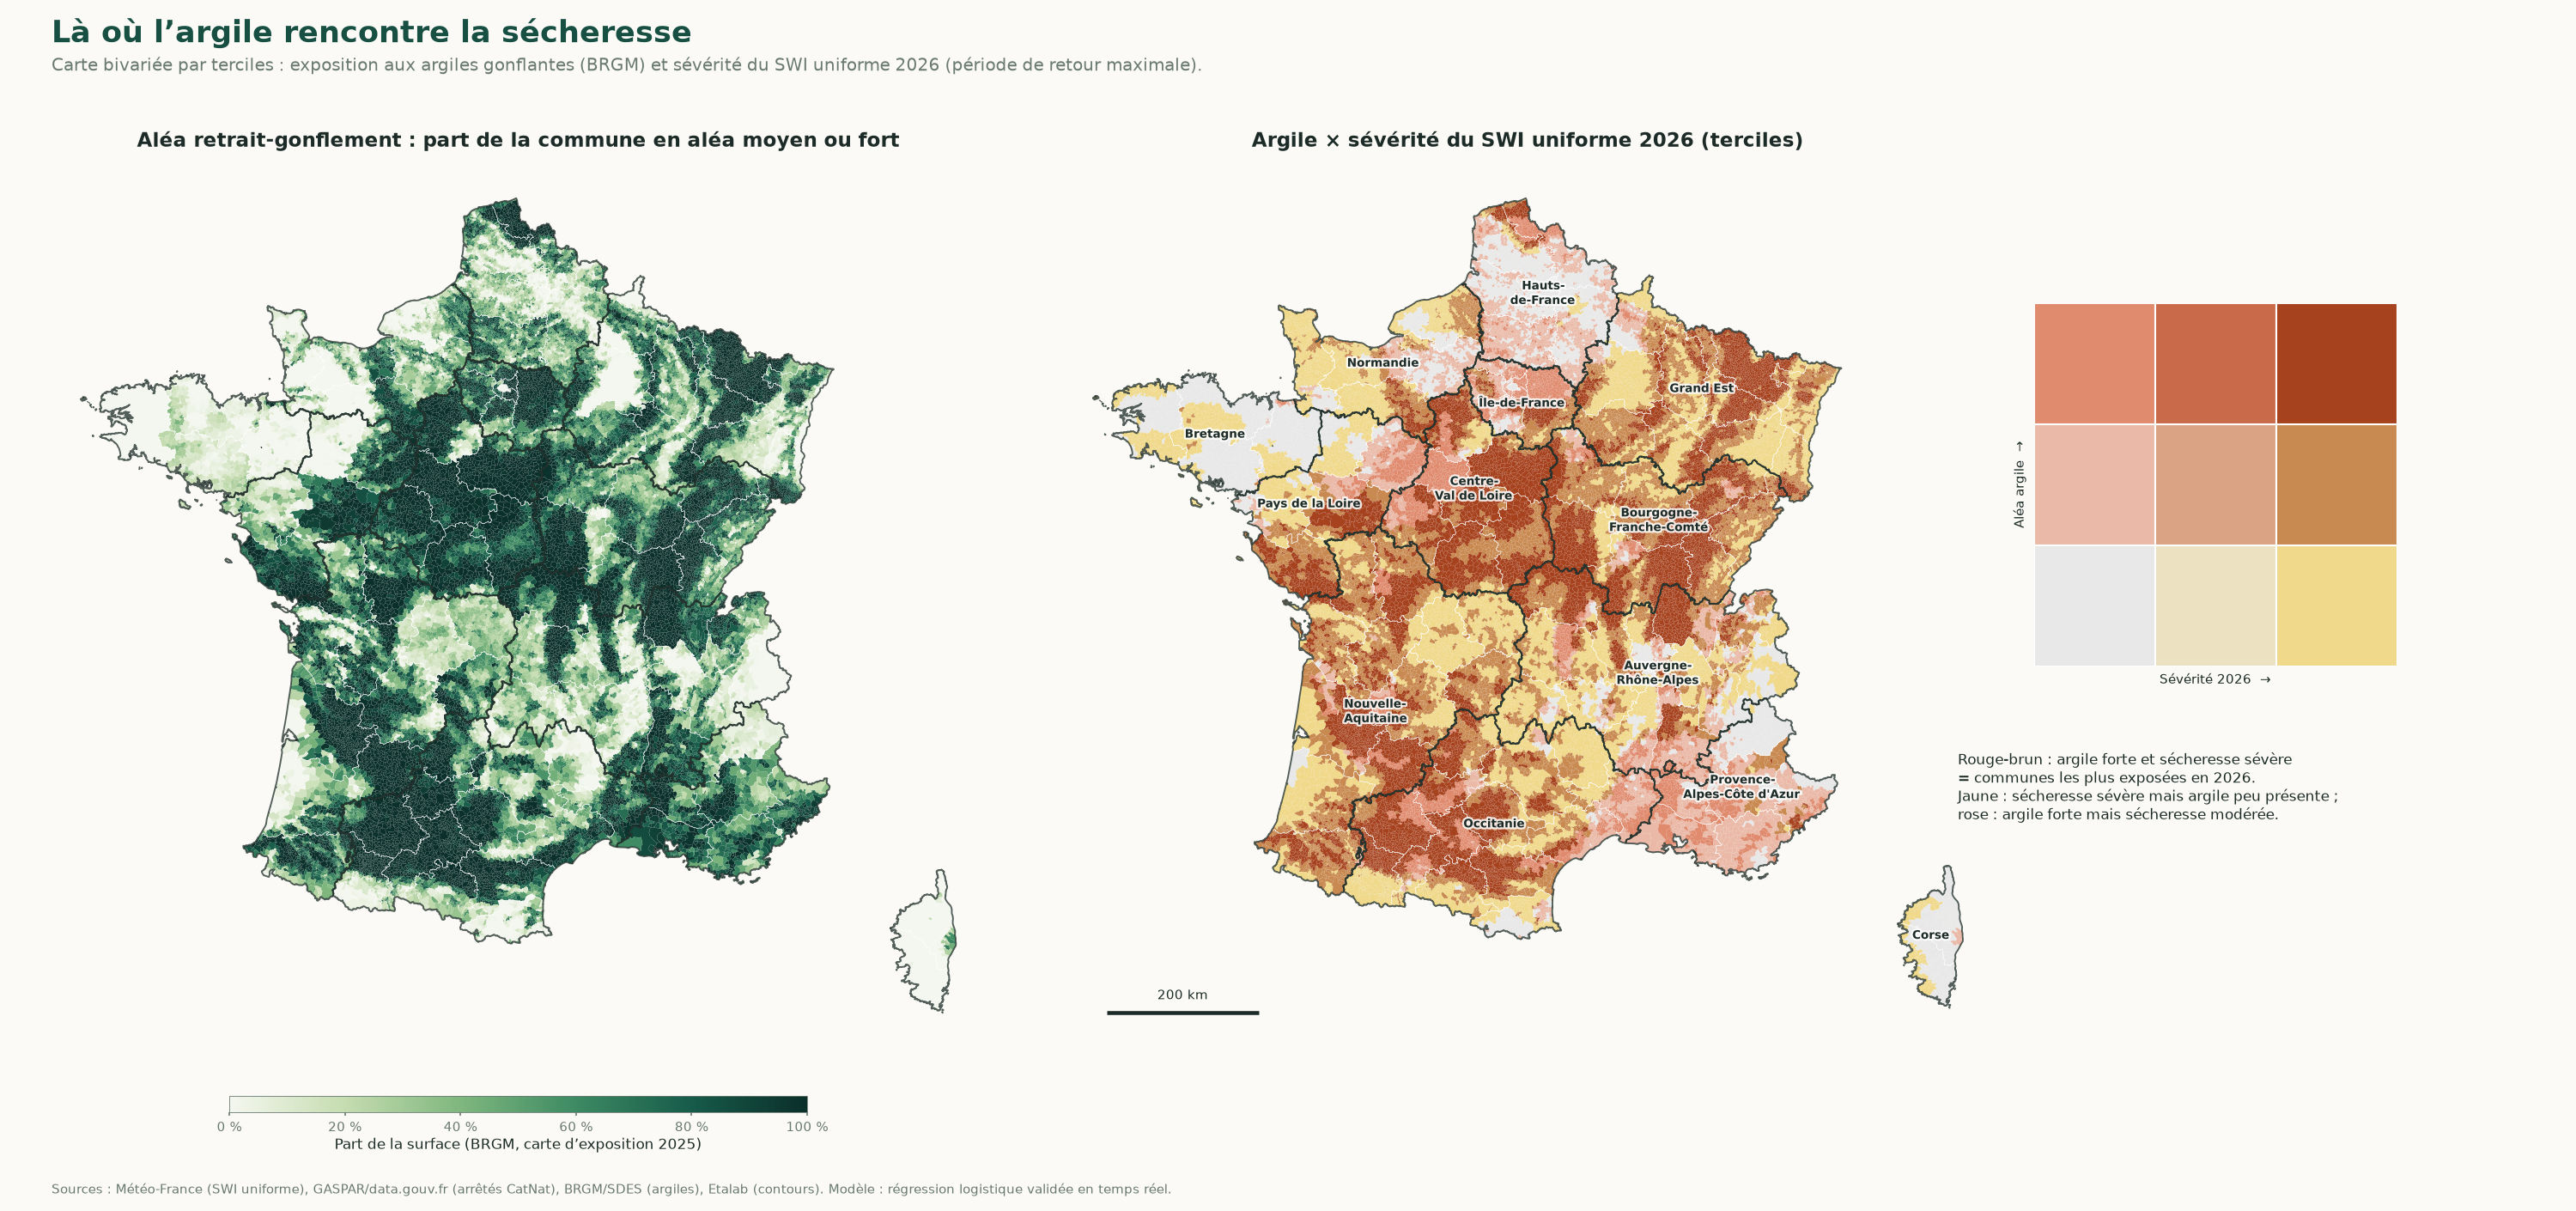 Là où l’argile rencontre la sécheresse
Carte bivariée par terciles : exposition aux argiles gonflantes (BRGM) et sévérité du SWI uniforme 2026 (période de retour maximale).
Aléa retrait-gonflement : part de la commune en aléa moyen ou fort
0 %
20 %
40 %
60 %
80 %
100 %
Part de la surface (BRGM, carte d’exposition 2025)
Argile × sévérité du SWI uniforme 2026 (terciles)
Hauts-
de-France
Normandie
Île-de-France
Grand Est
Bretagne
Pays de la Loire
Centre-
Val de Loire
Bourgogne-
Franche-Comté
Auvergne-
Rhône-Alpes
Nouvelle-
Aquitaine
Provence-
Alpes-Côte d'Azur
Occitanie
Corse
200 km
Aléa argile →
Sévérité 2026 →
Rouge-brun : argile forte et sécheresse sévère
= communes les plus exposées en 2026.
Jaune : sécheresse sévère mais argile peu présente ;
rose : argile forte mais sécheresse modérée.
Sources : Météo-France (SWI uniforme), GASPAR/data.gouv.fr (arrêtés CatNat), BRGM/SDES (argiles), Etalab (contours). Modèle : régression logistique validée en temps réel.